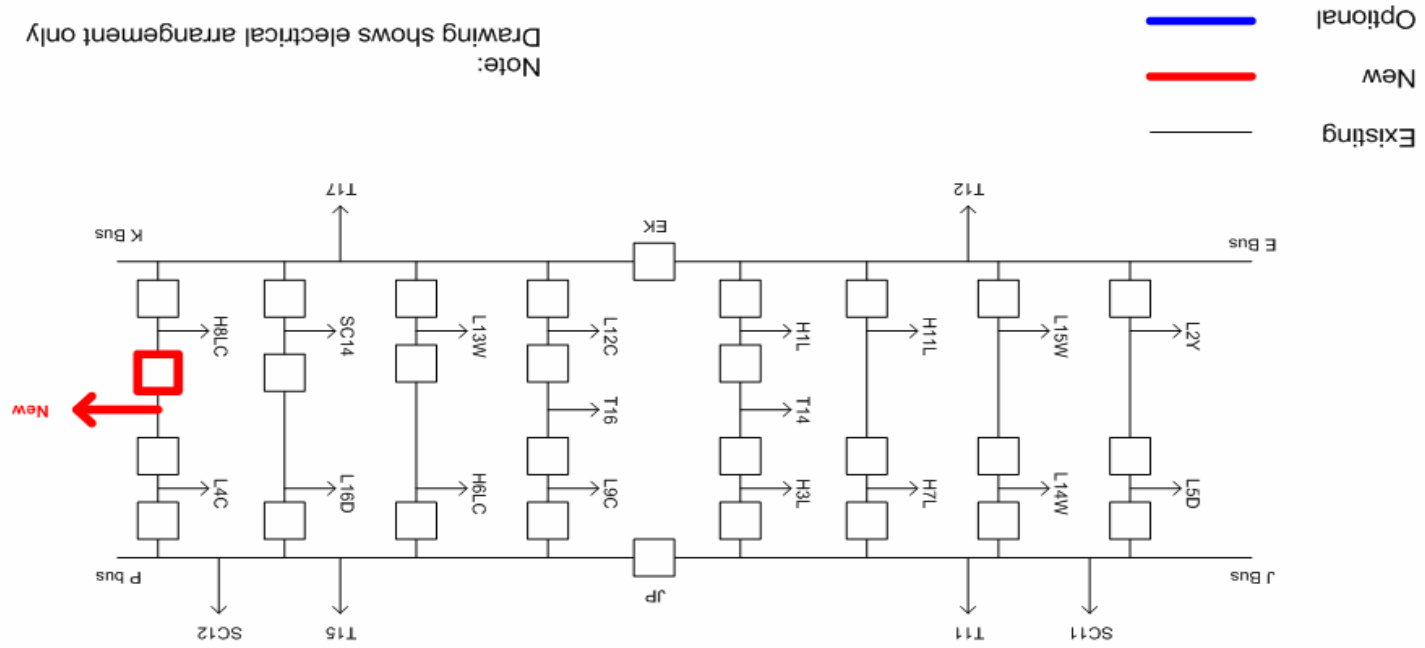 SC11
T11
T15
SC12
J Bus
JP
P bus
L5D
L14W
H7L
H3L
L9C
H6LC
L16D
L4C
T14
T16
New
L2Y
L15W
H11L
H1L
L12C
L13W
SC14
H8LC
E Bus
EK
K Bus
T12
T17
Existing
New
Optional
Note:
Drawing shows electrical arrangement only